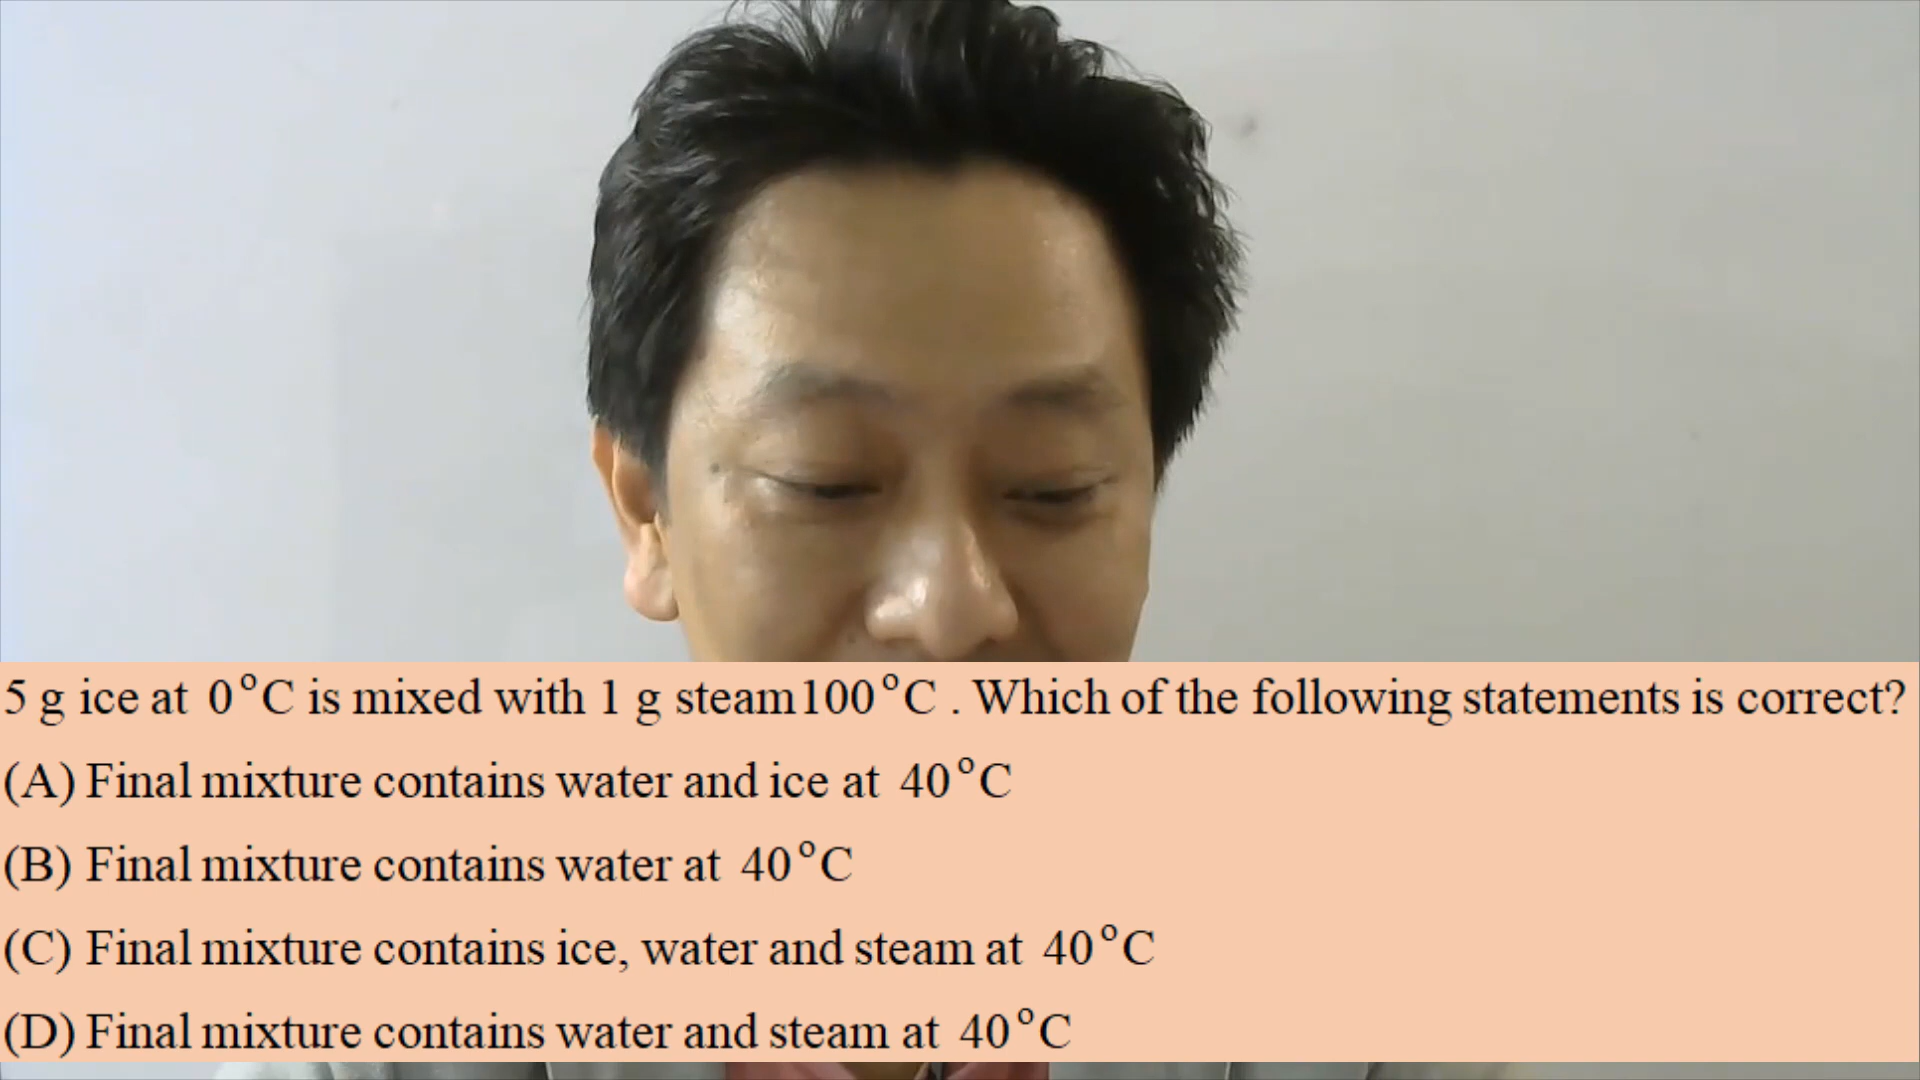 5 g ice at 0°C is mixed with 1 g steam100°C . Which of the following statements is correct?
(A) Final mixture contains water and ice at 40°C
(B) Final mixture contains water at 40°C
(C) Final mixture contains ice, water and steam at 40°C
(D) Final mixture contains water and steam at 40°C